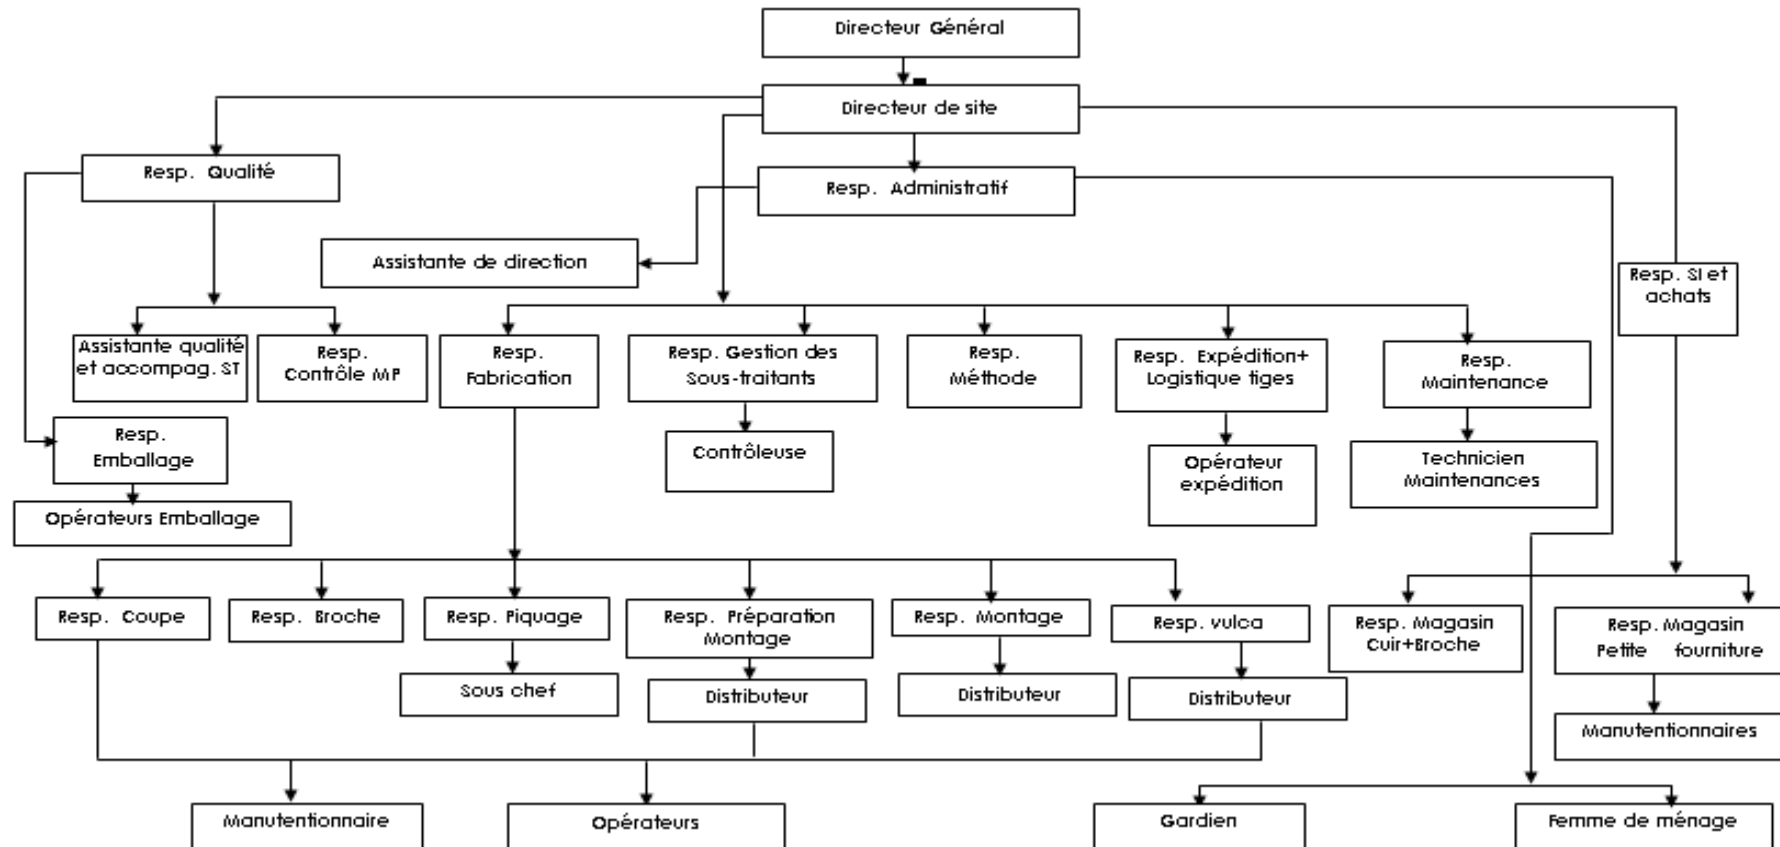 Directeur Général
Directeur de site
Resp. Qualité
Resp. Administratif
Assistante de direction
Resp. SI et
achats
Assistante qualité
et accompag. ST
Resp.
Contrôle MP
Resp.
Fabrication
Resp. Gestion des
Sous-traitants
Resp.
Méthode
Resp. Expédition+
Logistique tiges
Resp.
Maintenance
Resp.
Emballage
Contrôleuse
Opérateur
expédition
Technicien
Maintenances
Opérateurs Emballage
Resp. Coupe
Resp. Broche
Resp. Piquage
Resp. Préparation
Montage
Resp. Montage
Resp. vulca
Resp. Magasin
Cuir+Broche
Resp. Magasin
Petite fourniture
Sous chef
Distributeur
Distributeur
Distributeur
Manutentionnaires
Manutentionnaire
Opérateurs
Gardien
Femme de ménage